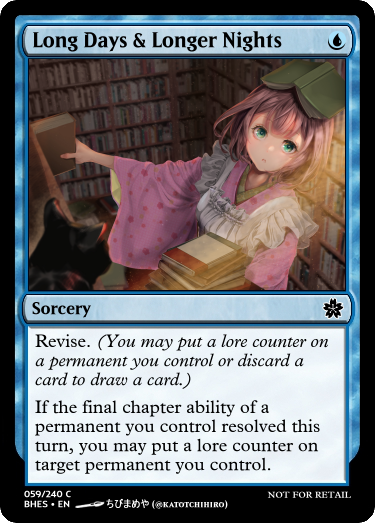 Long Days & Longer Nights
Sorcery
Revise. (You may put a lore counter on
a permanent you control or discard a
card to draw a card.)
If the final chapter ability of a
permanent you control resolved this
turn, you may put a lore counter on
target permanent you control.
059/240 C
BHES • EN ちびまめや (@KATOTCHIHIRO)
NOT FOR RETAIL